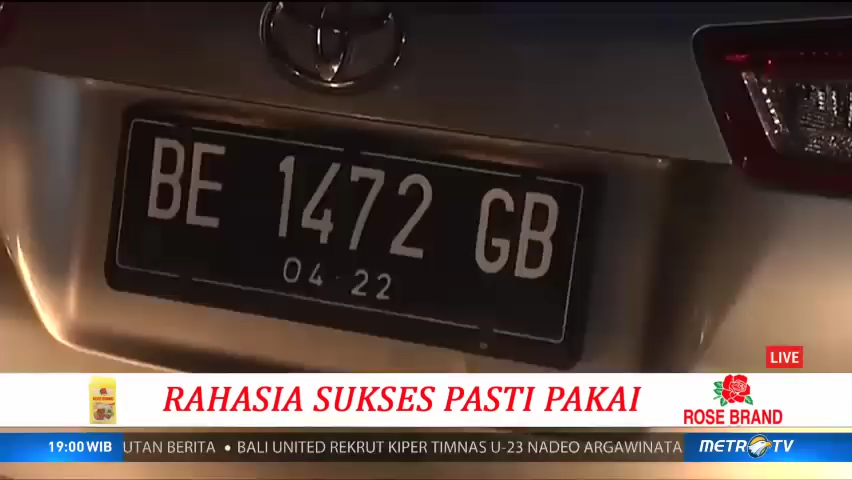 BE 1472 GB
04 · 22
LIVE
RAHASIA SUKSES PASTI PAKAI
ROSE BRAND
19:00 WIB
UTAN BERITA • BALI UNITED REKRUT KIPER TIMNAS U-23 NADEO ARGAWINATA
METRO TV